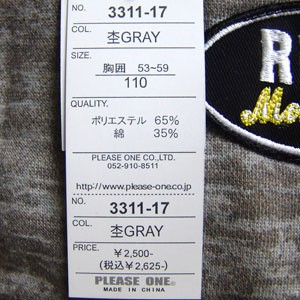 NO. 3311-17
COL. 杢GRAY
SIZE.
胸囲 53~59
110
QUALITY.
ポリエステル 65%
綿 35%
PLEASE ONE CO.,LTD.
052-910-8511
http://www.please-one.co.jp
NO. 3311-17
COL. 杢GRAY
PRICE.
¥2,500-
(税込¥2,625-)
PLEASE ONE®
MADE IN CHINA